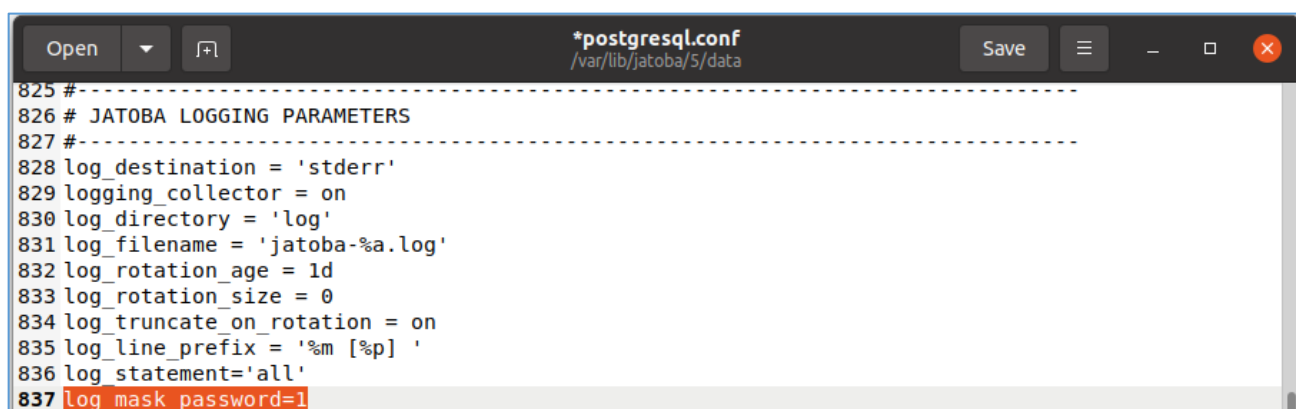 Open
*postgresql.conf
/var/lib/jatoba/5/data
Save
825 #-----------------------------------------------------------------------------
826 # JATOBA LOGGING PARAMETERS
827 #-----------------------------------------------------------------------------
828 log_destination = 'stderr'
829 logging_collector = on
830 log_directory = 'log'
831 log_filename = 'jatoba-%a.log'
832 log_rotation_age = 1d
833 log_rotation_size = 0
834 log_truncate_on_rotation = on
835 log_line_prefix = '%m [%p] '
836 log_statement='all'
837 log_mask_password=1